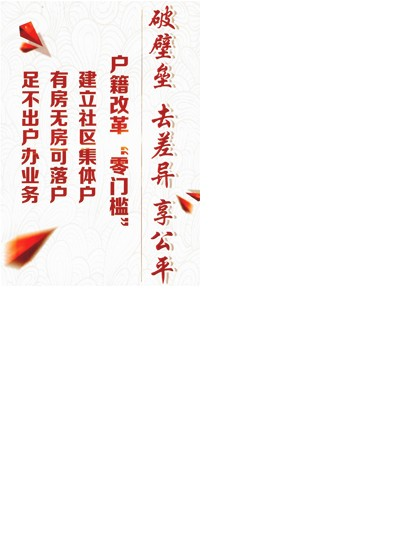 破壁垒 去差异 享公平
户籍改革“零门槛”
建立社区集体户
有房无房可落户
足不出户办业务